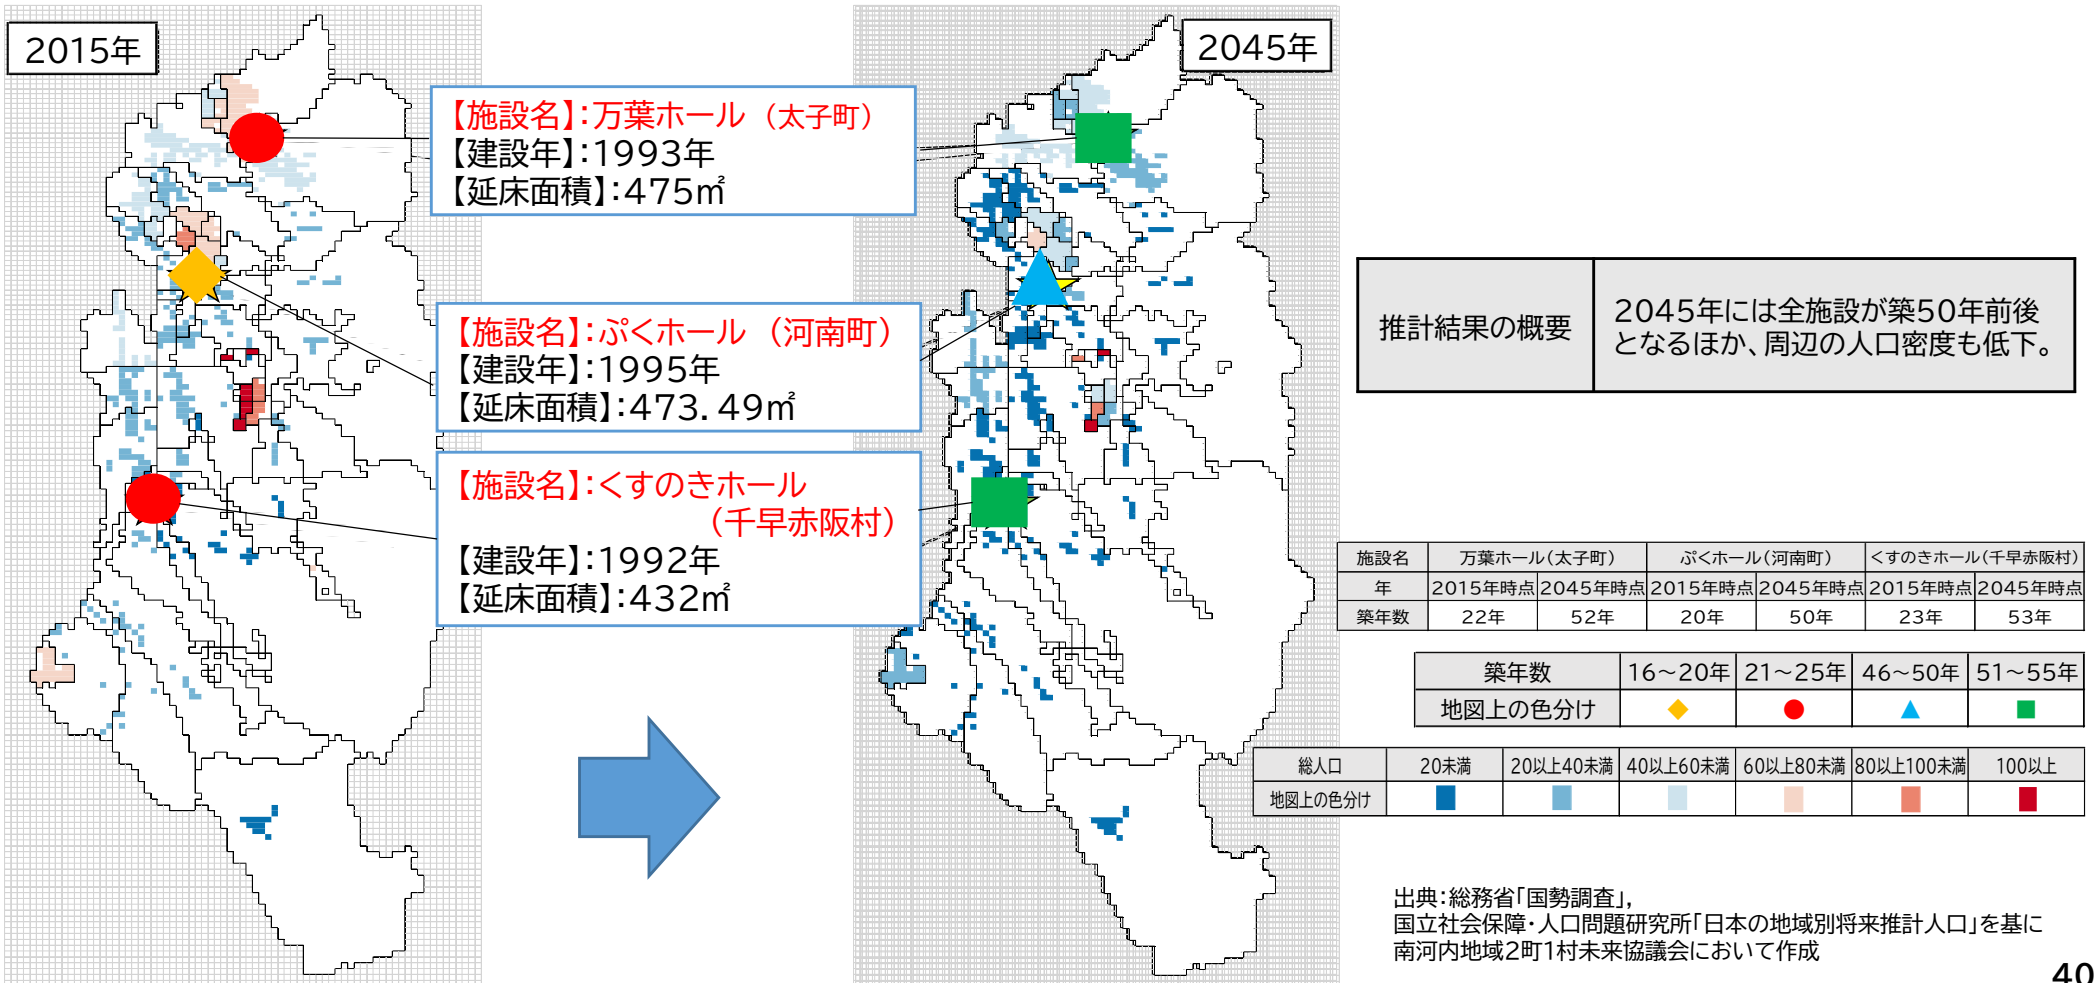 2015年
2045年
【施設名】:万葉ホール（太子町）
【建設年】:1993年
【延床面積】:475㎡
【施設名】:ぷくホール（河南町）
【建設年】:1995年
【延床面積】:473.49㎡
【施設名】:くすのきホール
（千早赤阪村）
【建設年】:1992年
【延床面積】:432㎡
推計結果の概要
2045年には全施設が築50年前後
となるほか、周辺の人口密度も低下。
施設名 万葉ホール(太子町) ぷくホール(河南町) くすのきホール(千早赤阪村)
年 2015年時点 2045年時点 2015年時点 2045年時点 2015年時点 2045年時点
築年数 22年 52年 20年 50年 23年 53年
築年数 16～20年 21～25年 46～50年 51～55年
地図上の色分け
総人口 20未満 20以上40未満 40以上60未満 60以上80未満 80以上100未満 100以上
地図上の色分け
出典:総務省「国勢調査」,
国立社会保障・人口問題研究所「日本の地域別将来推計人口」を基に
南河内地域2町1村未来協議会において作成
40